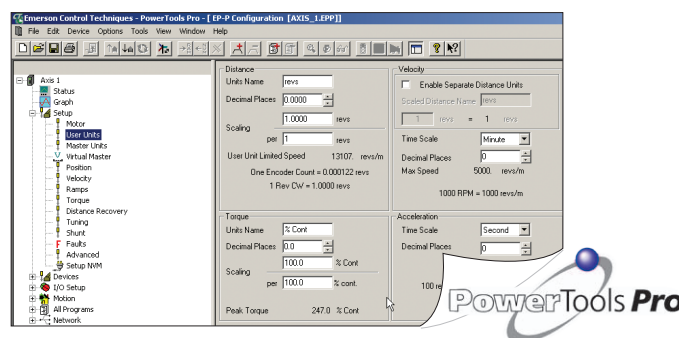 Emerson Control Techniques - PowerTools Pro - [ EP-P Configuration [AXIS_1.EPP]]
File Edit Device Options Tools View Window Help
Axis 1
Status
Graph
Setup
Motor
User Units
Master Units
Virtual Master
Position
Velocity
Ramps
Torque
Distance Recovery
Tuning
Shunt
Faults
Advanced
Setup NVM
Devices
I/O Setup
Motion
All Programs
Network
Distance
Units Name revs
Decimal Places 0.0000
Scaling
1.0000 revs
per 1 revs
User Unit Limited Speed 13107. revs/m
One Encoder Count = 0.000122 revs
1 Rev CW = 1.0000 revs
Velocity
Enable Separate Distance Units
Scaled Distance Name revs
1 revs = 1 revs
Time Scale Minute
Decimal Places 0
Max Speed 5000. revs/m
1000 RPM = 1000 revs/m
Torque
Units Name % Cont
Decimal Places 0.0
Scaling
100.0 % Cont
per 100.0 % cont.
Peak Torque 247.0 % Cont
Acceleration
Time Scale Second
Decimal Places 0
100 re
PowerTools Pro